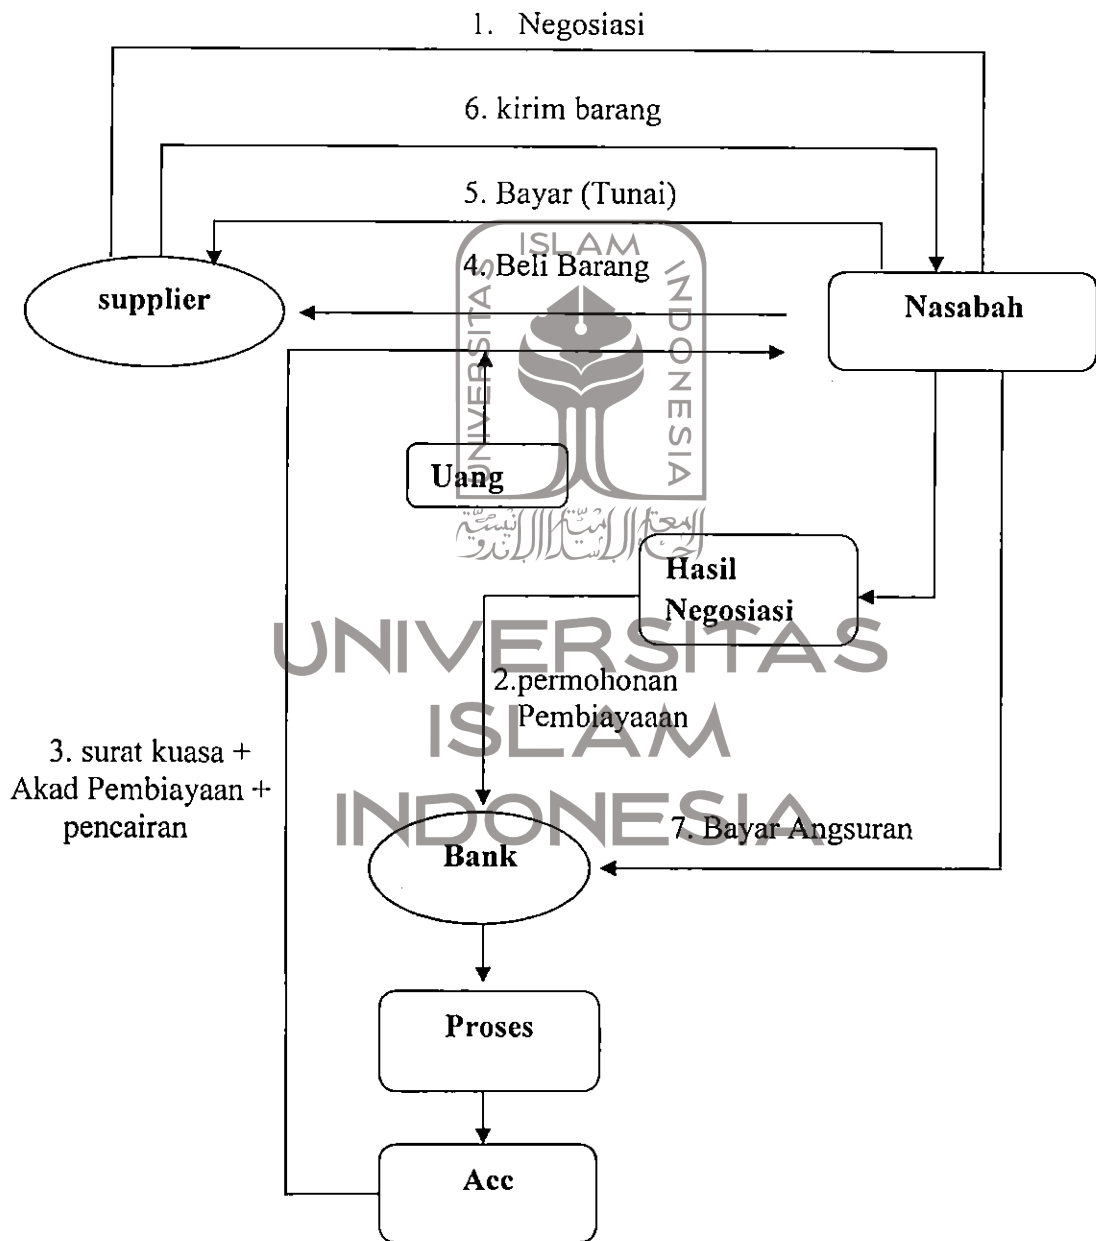 1. Negosiasi
6. kirim barang
5. Bayar (Tunai)
4. Beli Barang
supplier
Nasabah
UNIVERSITAS
ISLAM
INDONESIA
Uang
Hasil
Negosiasi
UNIVERSITAS
ISLAM
INDONESIA
2.permohonan
Pembiayaaan
3. surat kuasa +
Akad Pembiayaan +
pencairan
7. Bayar Angsuran
Bank
Proses
Acc